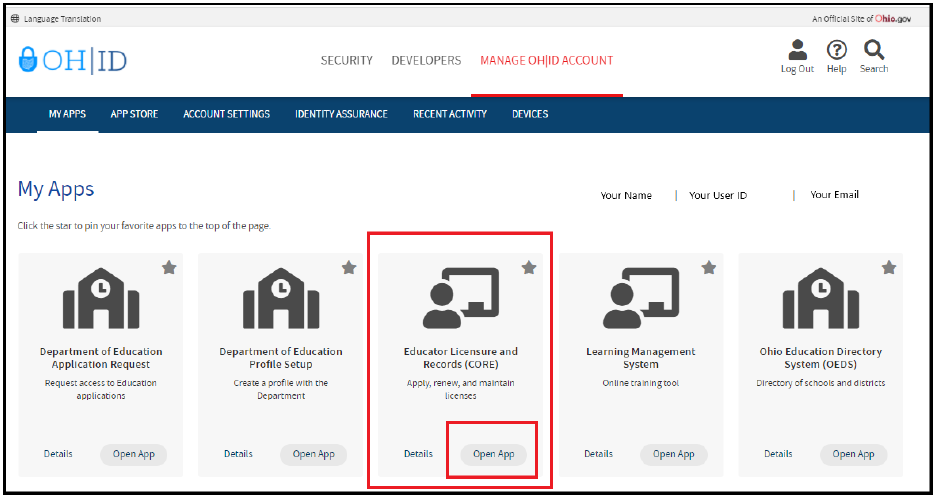 Language Translation
An Official Site of Ohio.gov
OH|ID
SECURITY DEVELOPERS MANAGE OH|ID ACCOUNT
Log Out Help Search
MY APPS APP STORE ACCOUNT SETTINGS IDENTITY ASSURANCE RECENT ACTIVITY DEVICES
My Apps
Your Name | Your User ID | Your Email
Click the star to pin your favorite apps to the top of the page.
Department of Education
Application Request
Request access to Education
applications
Details Open App
Department of Education
Profile Setup
Create a profile with the
Department
Details Open App
Educator Licensure and
Records (CORE)
Apply, renew, and maintain
licenses
Details Open App
Learning Management
System
Online training tool
Details Open App
Ohio Education Directory
System (OEDS)
Directory of schools and districts
Details Open App